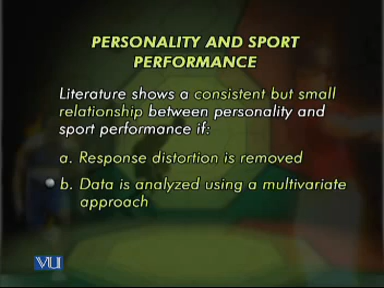 PERSONALITY AND SPORT
PERFORMANCE
Literature shows a consistent but small
relationship between personality and
sport performance if:
a. Response distortion is removed
b. Data is analyzed using a multivariate
approach
VU